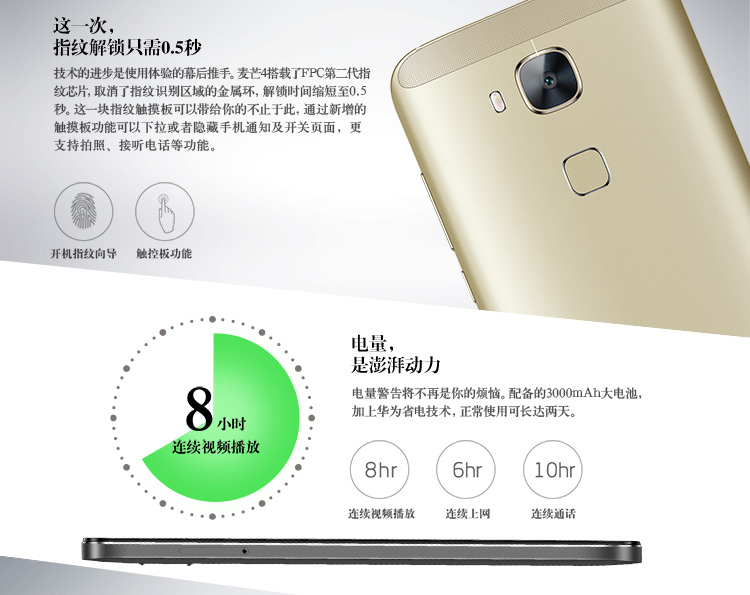 这一次，
指纹解锁只需0.5秒
技术的进步是使用体验的幕后推手。麦芒4搭载了FPC第二代指
纹芯片，取消了指纹识别区域的金属环，解锁时间缩短至0.5
秒。这一块指纹触摸板可以带给你的不止于此，通过新增的
触摸板功能可以下拉或者隐藏手机通知及开关页面，更
支持拍照、接听电话等功能。
开机指纹向导 触控板功能
电量，
是澎湃动力
电量警告将不再是你的烦恼。配备的3000mAh大电池，
加上华为省电技术，正常使用可长达两天。
8小时
连续视频播放
8hr 6hr 10hr
连续视频播放 连续上网 连续通话